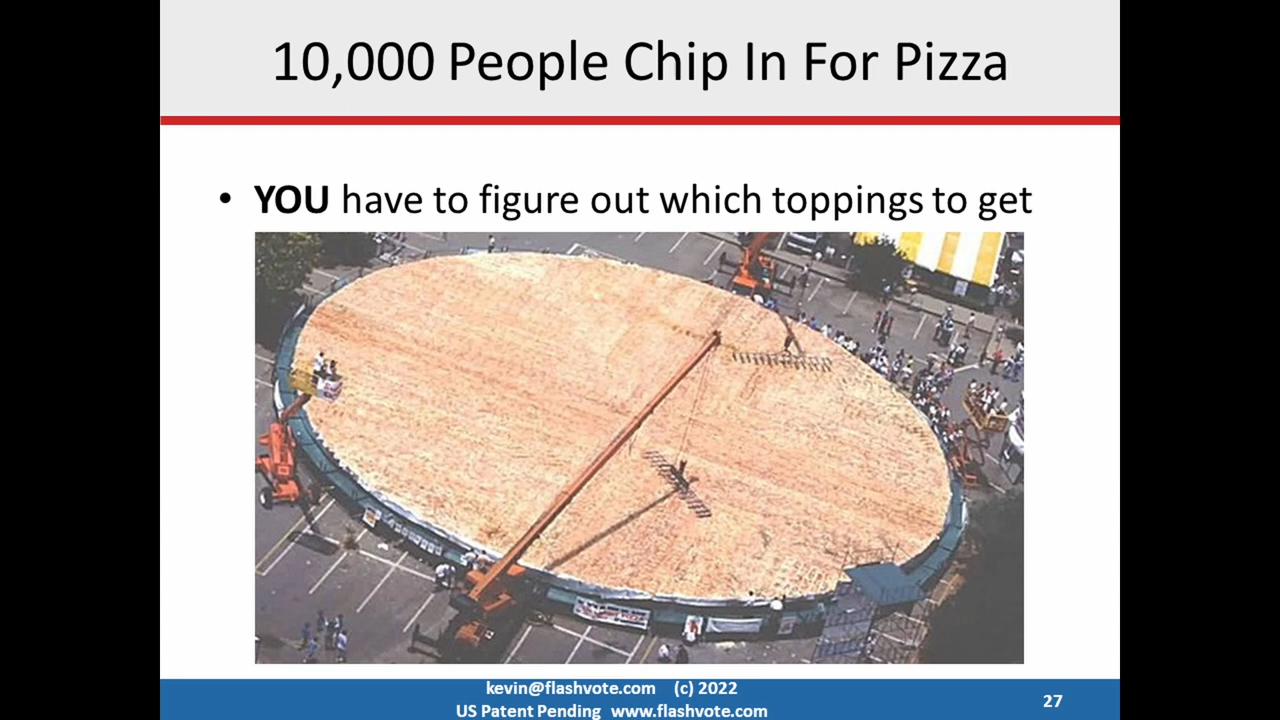 10,000 People Chip In For Pizza
• YOU have to figure out which toppings to get
kevin@flashvote.com (c) 2022
US Patent Pending www.flashvote.com
27